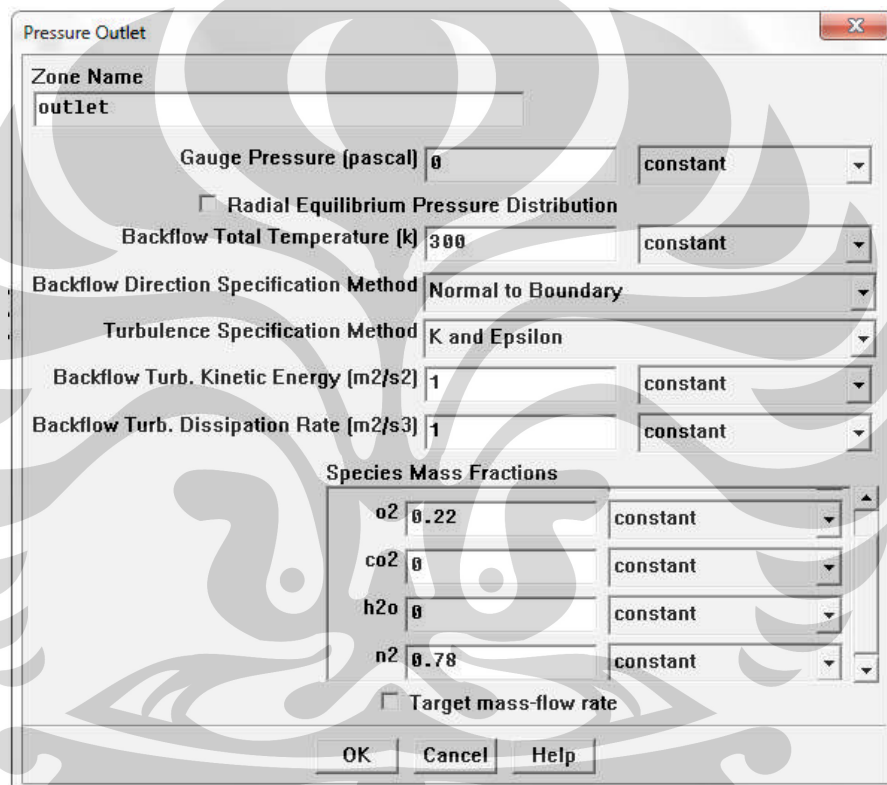 Pressure Outlet
Zone Name
outlet
Gauge Pressure (pascal) 0 constant
Radial Equilibrium Pressure Distribution
Backflow Total Temperature (k) 300 constant
Backflow Direction Specification Method Normal to Boundary
Turbulence Specification Method K and Epsilon
Backflow Turb. Kinetic Energy (m2/s2) 1 constant
Backflow Turb. Dissipation Rate (m2/s3) 1 constant
Species Mass Fractions
o2 0.22 constant
co2 0 constant
h2o 0 constant
n2 0.78 constant
Target mass-flow rate
OK Cancel Help